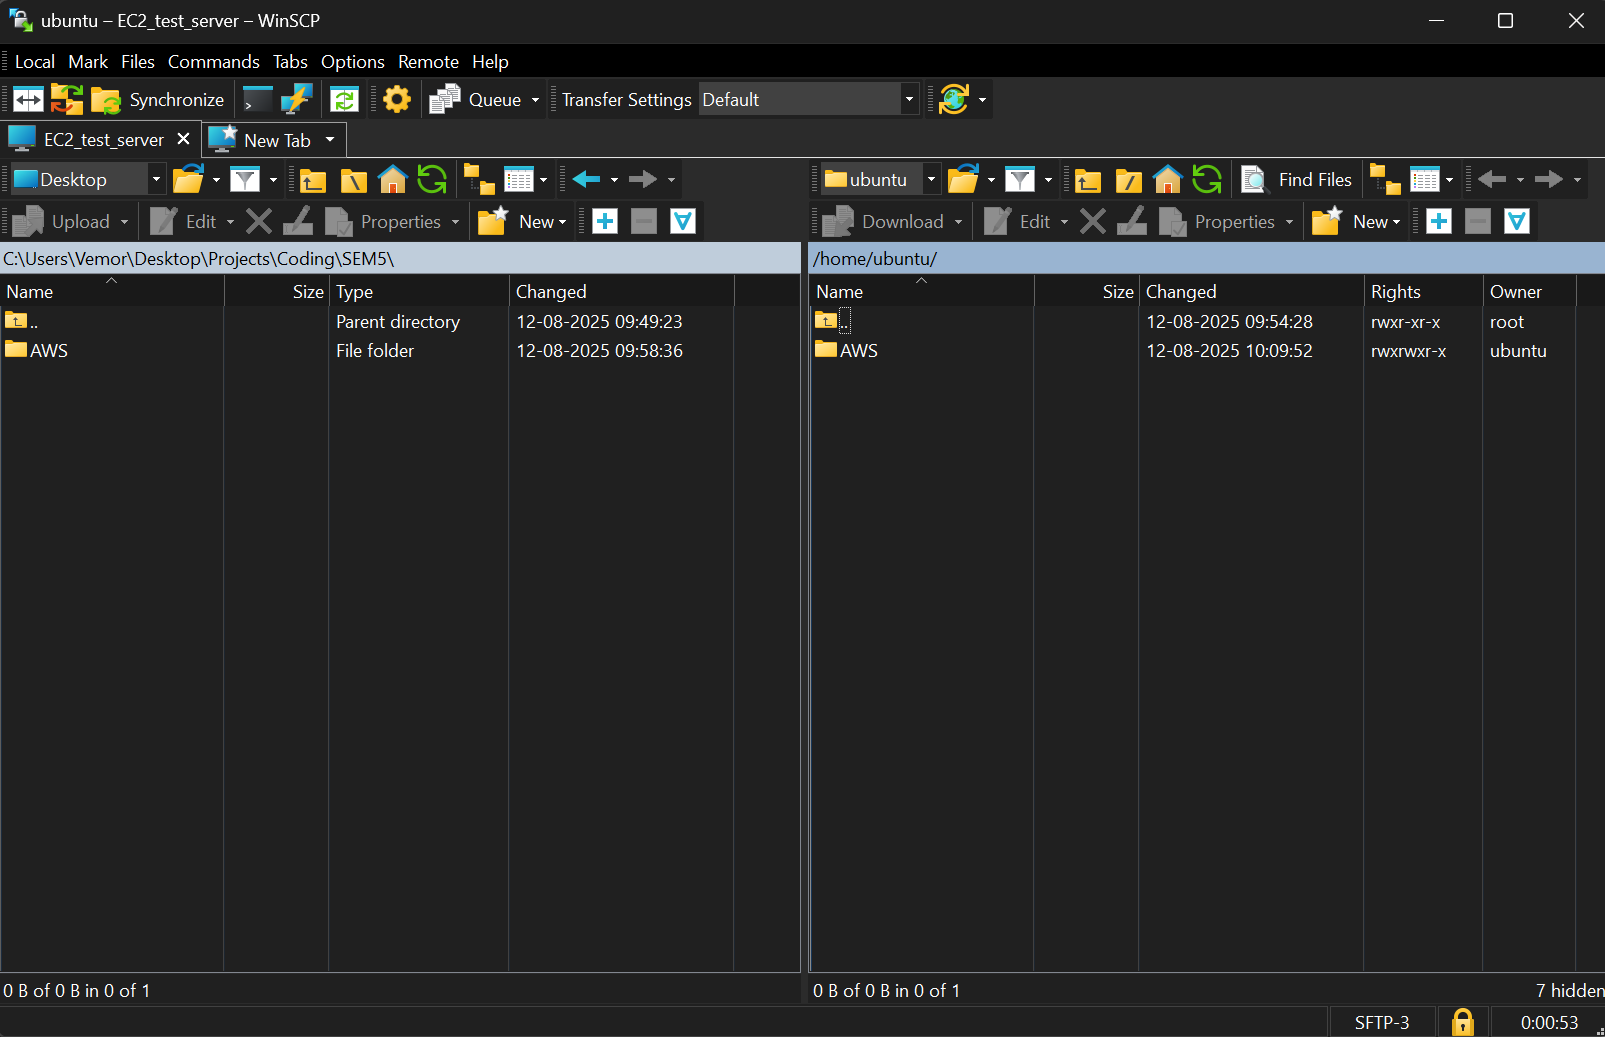 ubuntu – EC2_test_server – WinSCP
Local Mark Files Commands Tabs Options Remote Help
Synchronize Queue Transfer Settings Default
EC2_test_server New Tab
Desktop
Upload Edit Properties New
C:\Users\Vemor\Desktop\Projects\Coding\SEM5\
Name Size Type Changed
.. Parent directory 12-08-2025 09:49:23
AWS File folder 12-08-2025 09:58:36
0 B of 0 B in 0 of 1
ubuntu Find Files
Download Edit Properties New
/home/ubuntu/
Name Size Changed Rights Owner
.. 12-08-2025 09:54:28 rwxr-xr-x root
AWS 12-08-2025 10:09:52 rwxrwxr-x ubuntu
0 B of 0 B in 0 of 1 7 hidden
SFTP-3 0:00:53